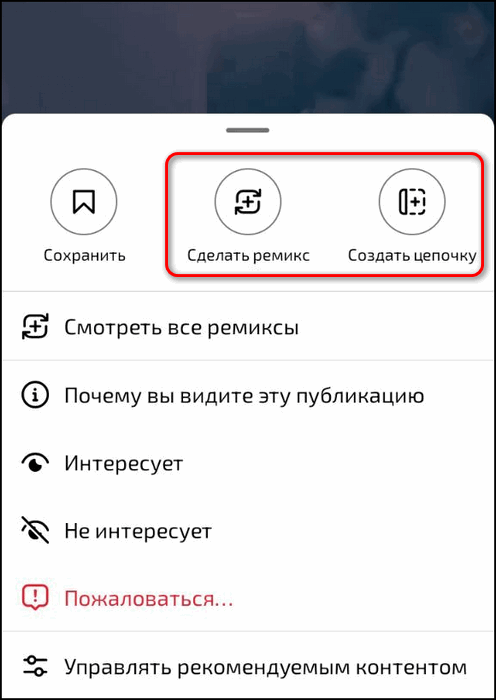 Сохранить
Сделать ремикс
Создать цепочку
Смотреть все ремиксы
Почему вы видите эту публикацию
Интересует
Не интересует
Пожаловаться...
Управлять рекомендуемым контентом